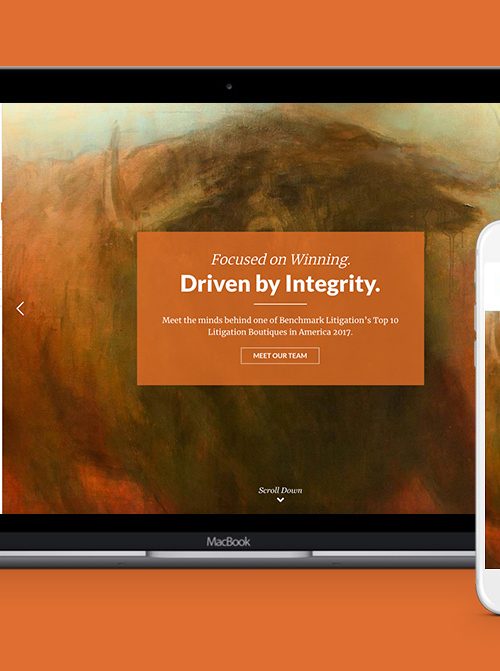 Focused on Winning.
Driven by Integrity.
Meet the minds behind one of Benchmark Litigation's Top 10
Litigation Boutiques in America 2017.
MEET OUR TEAM
Scroll Down
MacBook